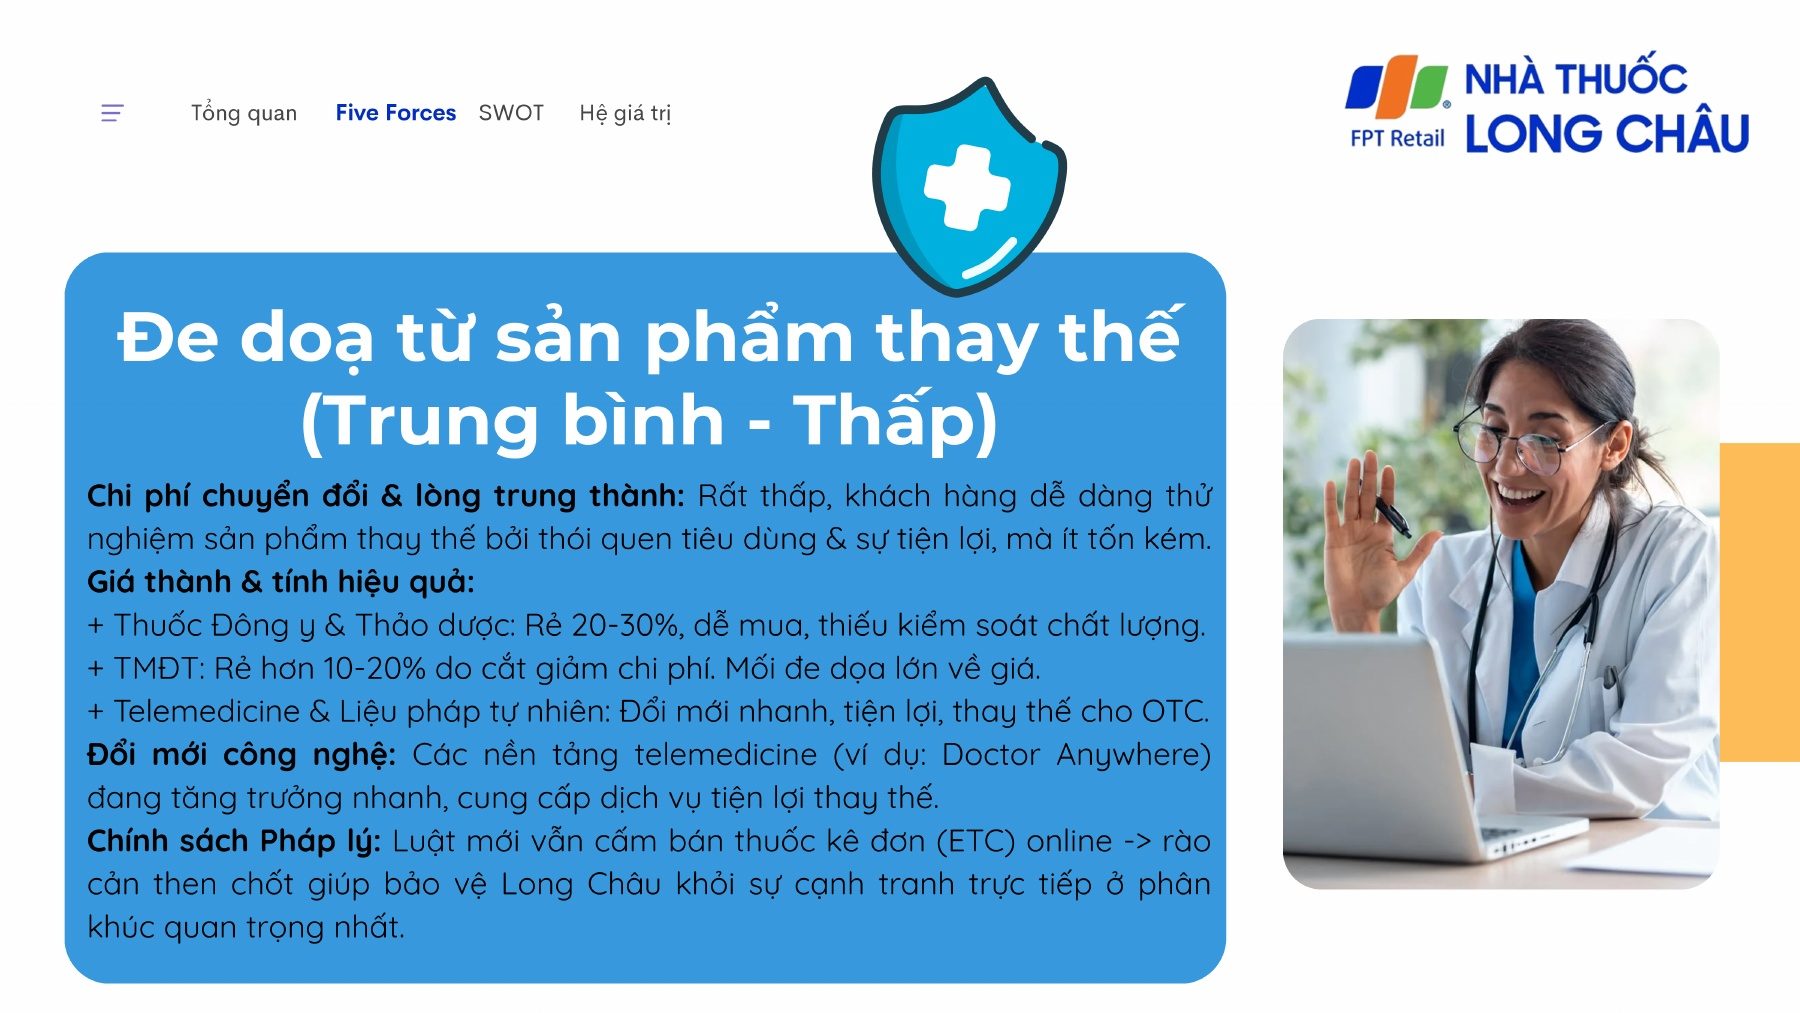 Tổng quan Five Forces SWOT Hệ giá trị
FPT Retail
NHÀ THUỐC
LONG CHÂU
Đe doạ từ sản phẩm thay thế
(Trung bình - Thấp)
Chi phí chuyển đổi & lòng trung thành: Rất thấp, khách hàng dễ dàng thử
nghiệm sản phẩm thay thế bởi thói quen tiêu dùng & sự tiện lợi, mà ít tốn kém.
Giá thành & tính hiệu quả:
+ Thuốc Đông y & Thảo dược: Rẻ 20-30%, dễ mua, thiếu kiểm soát chất lượng.
+ TMĐT: Rẻ hơn 10-20% do cắt giảm chi phí. Mối đe dọa lớn về giá.
+ Telemedicine & Liệu pháp tự nhiên: Đổi mới nhanh, tiện lợi, thay thế cho OTC.
Đổi mới công nghệ: Các nền tảng telemedicine (ví dụ: Doctor Anywhere)
đang tăng trưởng nhanh, cung cấp dịch vụ tiện lợi thay thế.
Chính sách Pháp lý: Luật mới vẫn cấm bán thuốc kê đơn (ETC) online -> rào
cản then chốt giúp bảo vệ Long Châu khỏi sự cạnh tranh trực tiếp ở phân
khúc quan trọng nhất.